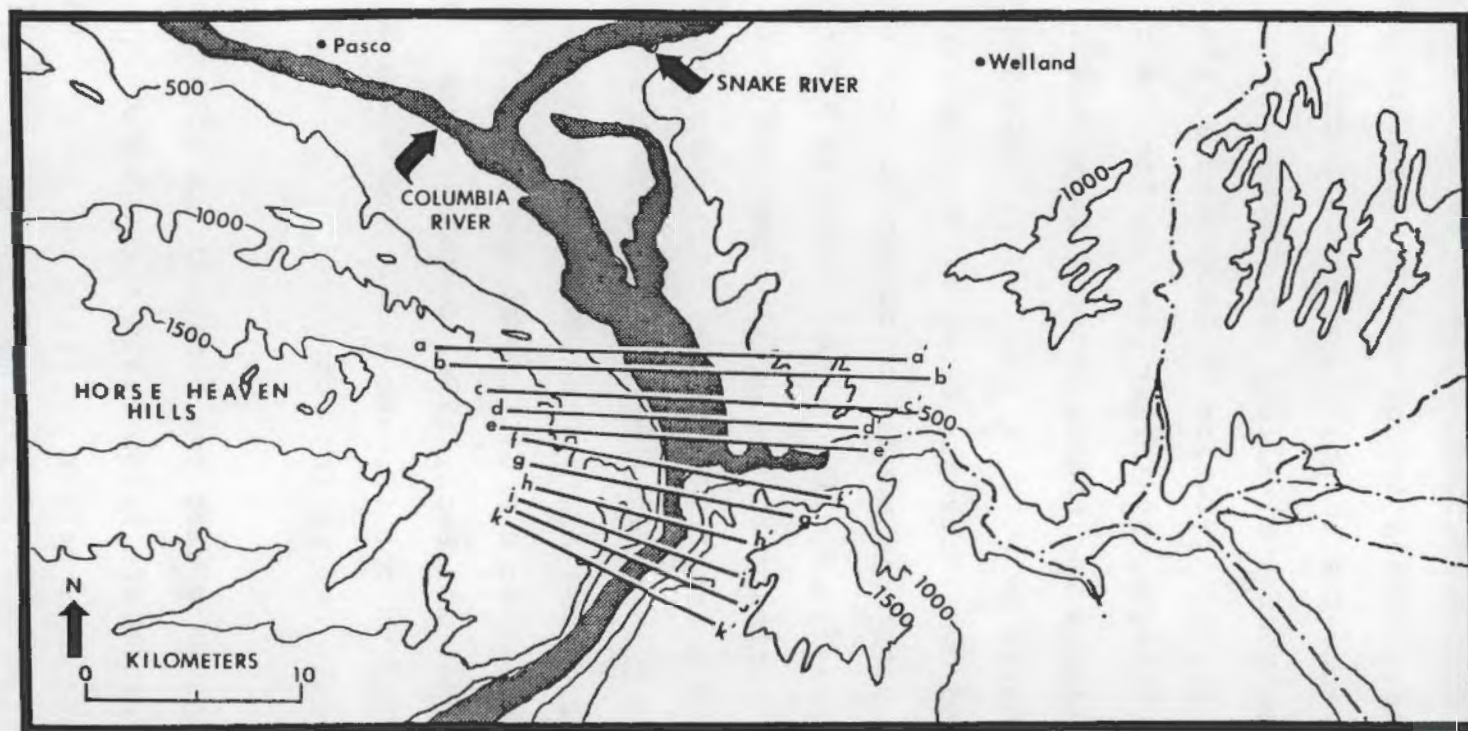 Pasco
Welland
500
SNAKE RIVER
1000
COLUMBIA
RIVER
1000
1500
a a'
b b'
HORSE HEAVEN
HILLS
c c'
500
d d'
e e'
f f'
g g'
h h'
i i'
j j'
k k'
1000
1500
N
KILOMETERS
0 10